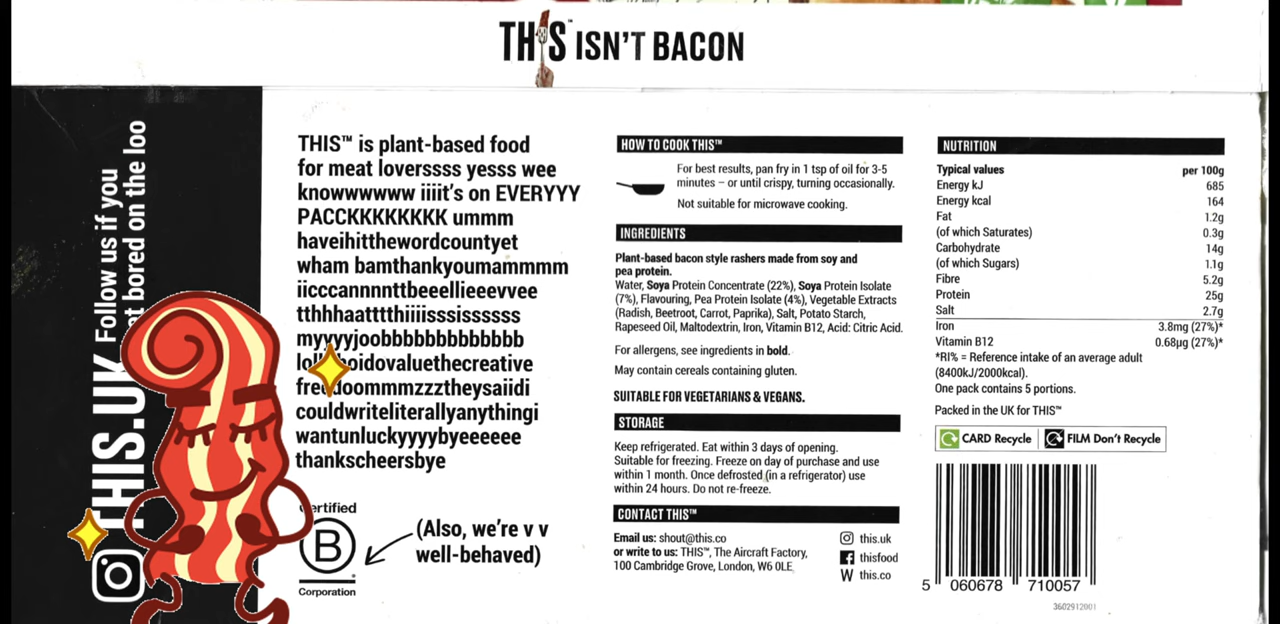 THIS™ ISN'T BACON
Follow us if you
et bored on the loo
THIS.UK
THIS™ is plant-based food
for meat loverssss yesss wee
knowwwwww iiiit's on EVERYYY
PACCKKKKKKKK ummm
haveihitthewordcountyet
wham bamthankyoumammmm
iicccannnnttbeeellieeevvee
tthhhaatttthiiiisssissssss
myyyyjoobbbbbbbbbbbbb
oidovaluethecreative
doommmzzztheysaiidi
couldwriteliterallyanythingi
wantunluckyyyybyeeeeee
thankscheersbye
ertified
B
Corporation
(Also, we're v v
well-behaved)
HOW TO COOK THIS™
For best results, pan fry in 1 tsp of oil for 3-5
minutes – or until crispy, turning occasionally.
Not suitable for microwave cooking.
INGREDIENTS
Plant-based bacon style rashers made from soy and
pea protein.
Water, Soya Protein Concentrate (22%), Soya Protein Isolate
(7%), Flavouring, Pea Protein Isolate (4%), Vegetable Extracts
(Radish, Beetroot, Carrot, Paprika), Salt, Potato Starch,
Rapeseed Oil, Maltodextrin, Iron, Vitamin B12, Acid: Citric Acid.
For allergens, see ingredients in bold.
May contain cereals containing gluten.
SUITABLE FOR VEGETARIANS & VEGANS.
STORAGE
Keep refrigerated. Eat within 3 days of opening.
Suitable for freezing. Freeze on day of purchase and use
within 1 month. Once defrosted (in a refrigerator) use
within 24 hours. Do not re-freeze.
CONTACT THIS™
Email us: shout@this.co
or write to us: THIS™, The Aircraft Factory,
100 Cambridge Grove, London, W6 0LE
this.uk
thisfood
W this.co
NUTRITION
Typical values per 100g
Energy kJ 685
Energy kcal 164
Fat 1.2g
(of which Saturates) 0.3g
Carbohydrate 14g
(of which Sugars) 1.1g
Fibre 5.2g
Protein 25g
Salt 2.7g
Iron 3.8mg (27%)*
Vitamin B12 0.68µg (27%)*
*RI% = Reference intake of an average adult
(8400kJ/2000kcal).
One pack contains 5 portions.
Packed in the UK for THIS™
CARD Recycle FILM Don't Recycle
5 060678 710057
3602912001